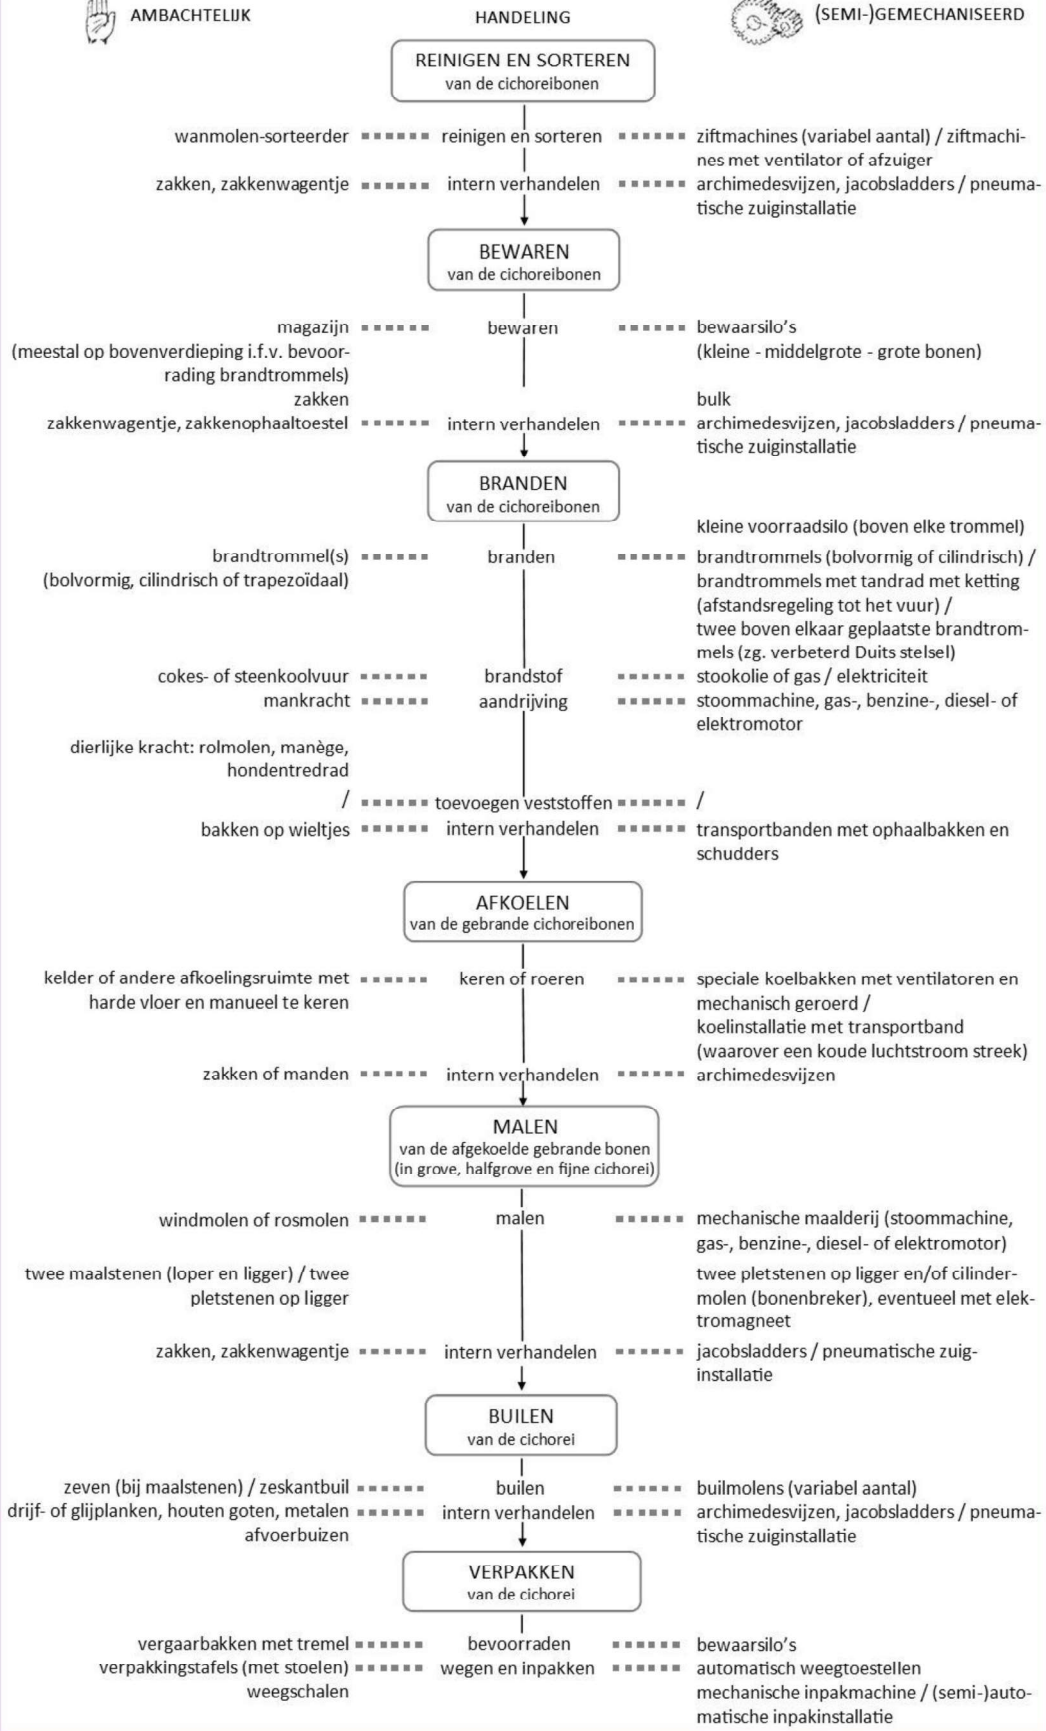 AMBACHTELIJK HANDELING (SEMI-)GEMECHANISEERD
REINIGEN EN SORTEREN
van de cichoreibonen
wanmolen-sorteerder reinigen en sorteren ziftmachines (variabel aantal) / ziftmachi-
nes met ventilator of afzuiger
zakken, zakkenwagentje intern verhandelen archimedesvijzen, jacobsladders / pneuma-
tische zuiginstallatie
BEWAREN
van de cichoreibonen
magazijn bewaren bewaarsilo's
(meestal op bovenverdieping i.f.v. bevoor- (kleine - middelgrote - grote bonen)
rading brandtrommels)
zakken bulk
zakkenwagentje, zakkenophaaltoestel intern verhandelen archimedesvijzen, jacobsladders / pneuma-
tische zuiginstallatie
BRANDEN
van de cichoreibonen
kleine voorraadsilo (boven elke trommel)
brandtrommel(s) branden brandtrommels (bolvormig of cilindrisch) /
(bolvormig, cilindrisch of trapezoïdaal) brandtrommels met tandrad met ketting
(afstandsregeling tot het vuur) /
twee boven elkaar geplaatste brandtrom-
mels (zg. verbeterd Duits stelsel)
cokes- of steenkoolvuur brandstof stookolie of gas / elektriciteit
mankracht aandrijving stoommachine, gas-, benzine-, diesel- of
elektromotor
dierlijke kracht: rolmolen, manège,
hondentredrad
/ toevoegen veststoffen /
bakken op wieltjes intern verhandelen transportbanden met ophaalbakken en
schudders
AFKOELEN
van de gebrande cichoreibonen
kelder of andere afkoelingsruimte met keren of roeren speciale koelbakken met ventilatoren en
harde vloer en manueel te keren mechanisch geroerd /
koelinstallatie met transportband
(waarover een koude luchtstroom streek)
zakken of manden intern verhandelen archimedesvijzen
MALEN
van de afgekoelde gebrande bonen
(in grove, halfgrove en fijne cichorei)
windmolen of rosmolen malen mechanische maalderij (stoommachine,
gas-, benzine-, diesel- of elektromotor)
twee maalstenen (loper en ligger) / twee twee pletstenen op ligger en/of cilinder-
pletstenen op ligger molen (bonenbreker), eventueel met elek-
tromagneet
zakken, zakkenwagentje intern verhandelen jacobsladders / pneumatische zuig-
installatie
BUILEN
van de cichorei
zeven (bij maalstenen) / zeskantbuil builen builmolens (variabel aantal)
drijf- of glijplanken, houten goten, metalen intern verhandelen archimedesvijzen, jacobsladders / pneuma-
afvoerbuizen tische zuiginstallatie
VERPAKKEN
van de cichorei
vergaarbakken met tremel bevoorraden bewaarsilo's
verpakkingstafels (met stoelen) wegen en inpakken automatisch weegtoestellen
weegschalen mechanische inpakmachine / (semi-)auto-
matische inpakinstallatie